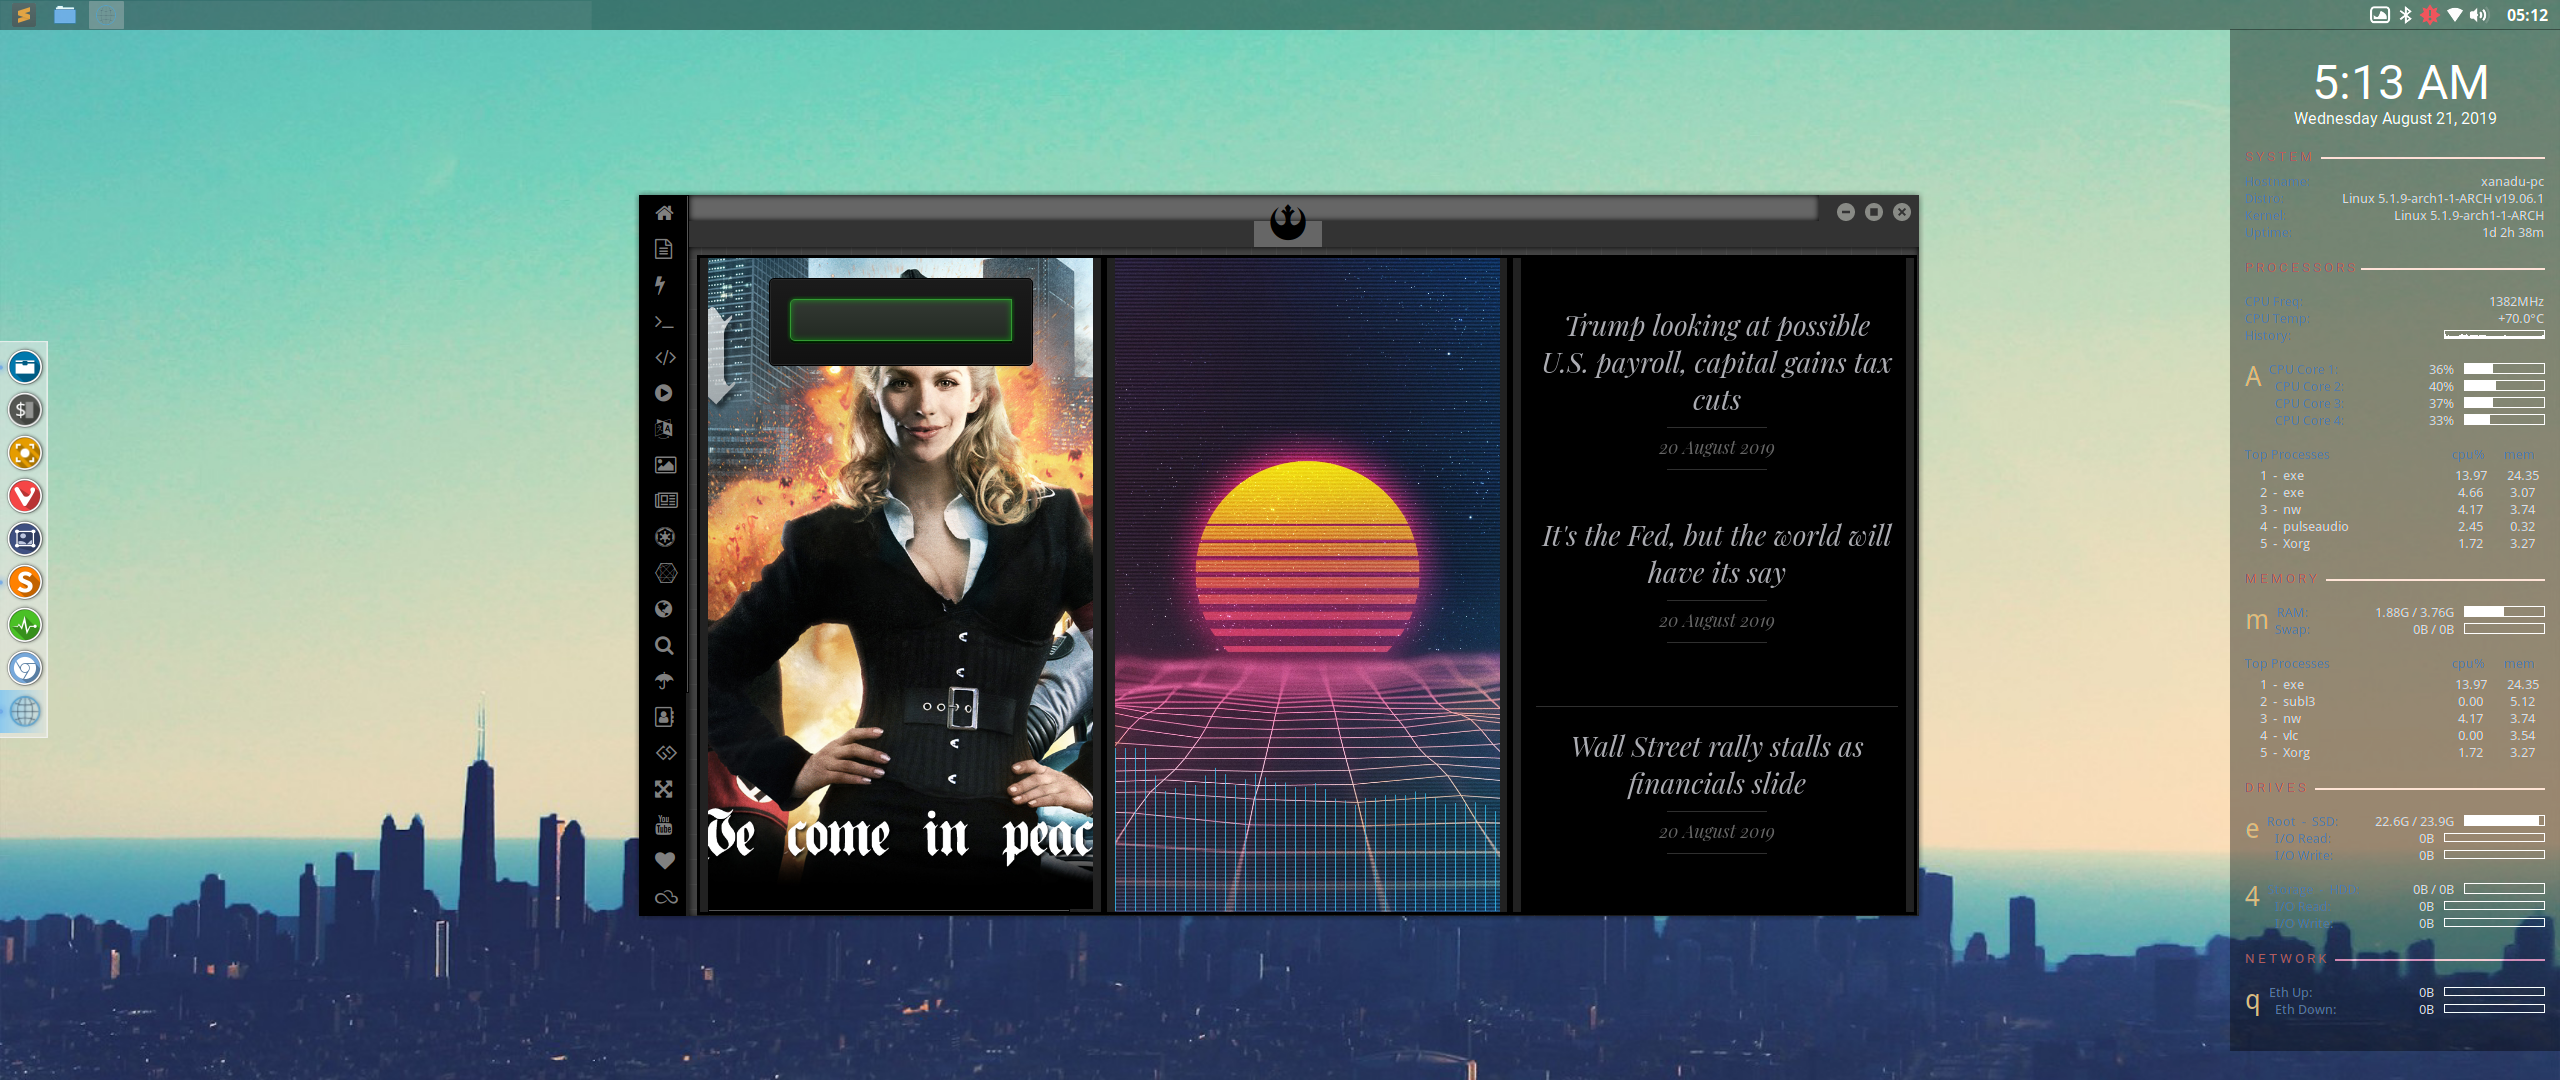 05:12
5:13 AM
Wednesday August 21, 2019
SYSTEM
Hostname: xanadu-pc
Distro: Linux 5.1.9-arch1-1-ARCH v19.06.1
Kernel: Linux 5.1.9-arch1-1-ARCH
Uptime: 1d 2h 38m
PROCESSORS
CPU Freq: 1382MHz
CPU Temp: +70.0°C
History:
A CPU Core 1: 36%
CPU Core 2: 40%
CPU Core 3: 37%
CPU Core 4: 33%
Top Processes cpu% mem
1 - exe 13.97 24.35
2 - exe 4.66 3.07
3 - nw 4.17 3.74
4 - pulseaudio 2.45 0.32
5 - Xorg 1.72 3.27
MEMORY
m RAM: 1.88G / 3.76G
Swap: 0B / 0B
Top Processes cpu% mem
1 - exe 13.97 24.35
2 - subl3 0.00 5.12
3 - nw 4.17 3.74
4 - vlc 0.00 3.54
5 - Xorg 1.72 3.27
DRIVES
e Root - SSD: 22.6G / 23.9G
I/O Read: 0B
I/O Write: 0B
4 0B / 0B
I/O Read: 0B
I/O Write: 0B
NETWORK
q Eth Up: 0B
Eth Down: 0B
We come in peac
Trump looking at possible
U.S. payroll, capital gains tax
cuts
20 August 2019
It's the Fed, but the world will
have its say
20 August 2019
Wall Street rally stalls as
financials slide
20 August 2019
You
Tube
$
S